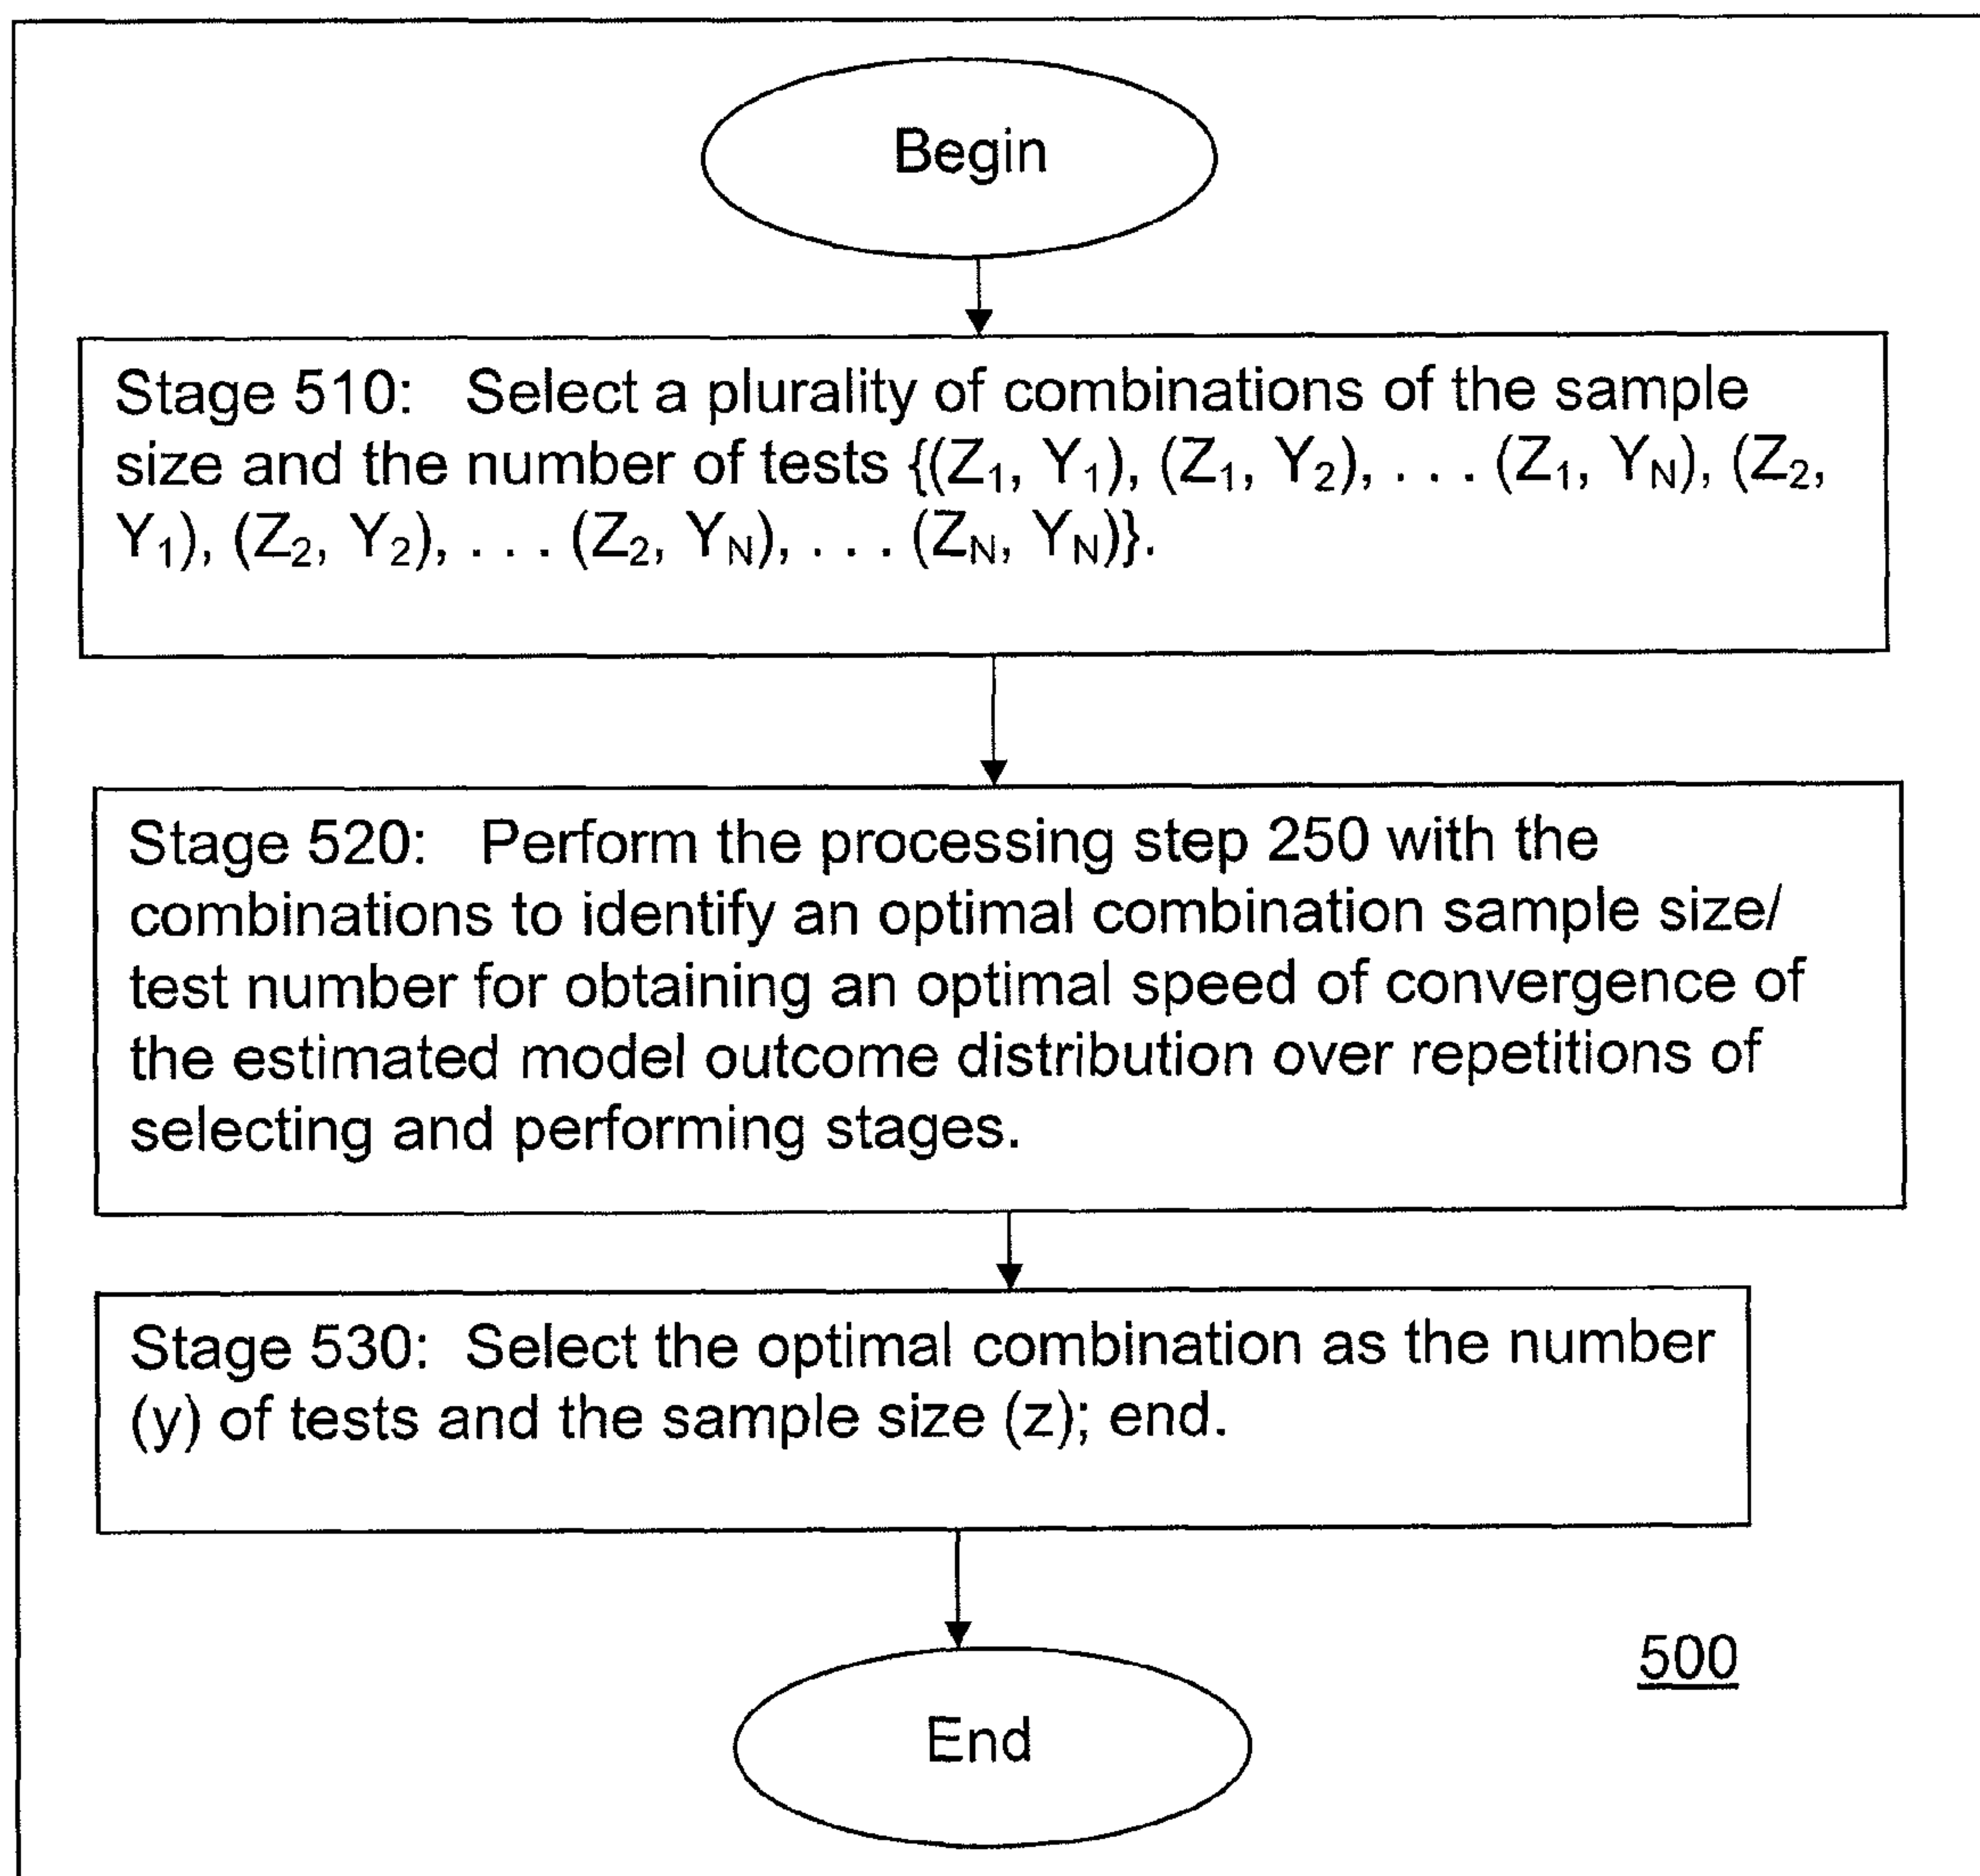 Begin
Stage 510: Select a plurality of combinations of the sample
size and the number of tests {(Z₁, Y₁), (Z₁, Y₂), . . . (Z₁, Y_N), (Z₂,
Y₁), (Z₂, Y₂), . . . (Z₂, Y_N), . . . (Z_N, Y_N)}.
Stage 520: Perform the processing step 250 with the
combinations to identify an optimal combination sample size/
test number for obtaining an optimal speed of convergence of
the estimated model outcome distribution over repetitions of
selecting and performing stages.
Stage 530: Select the optimal combination as the number
(y) of tests and the sample size (z); end.
500
End